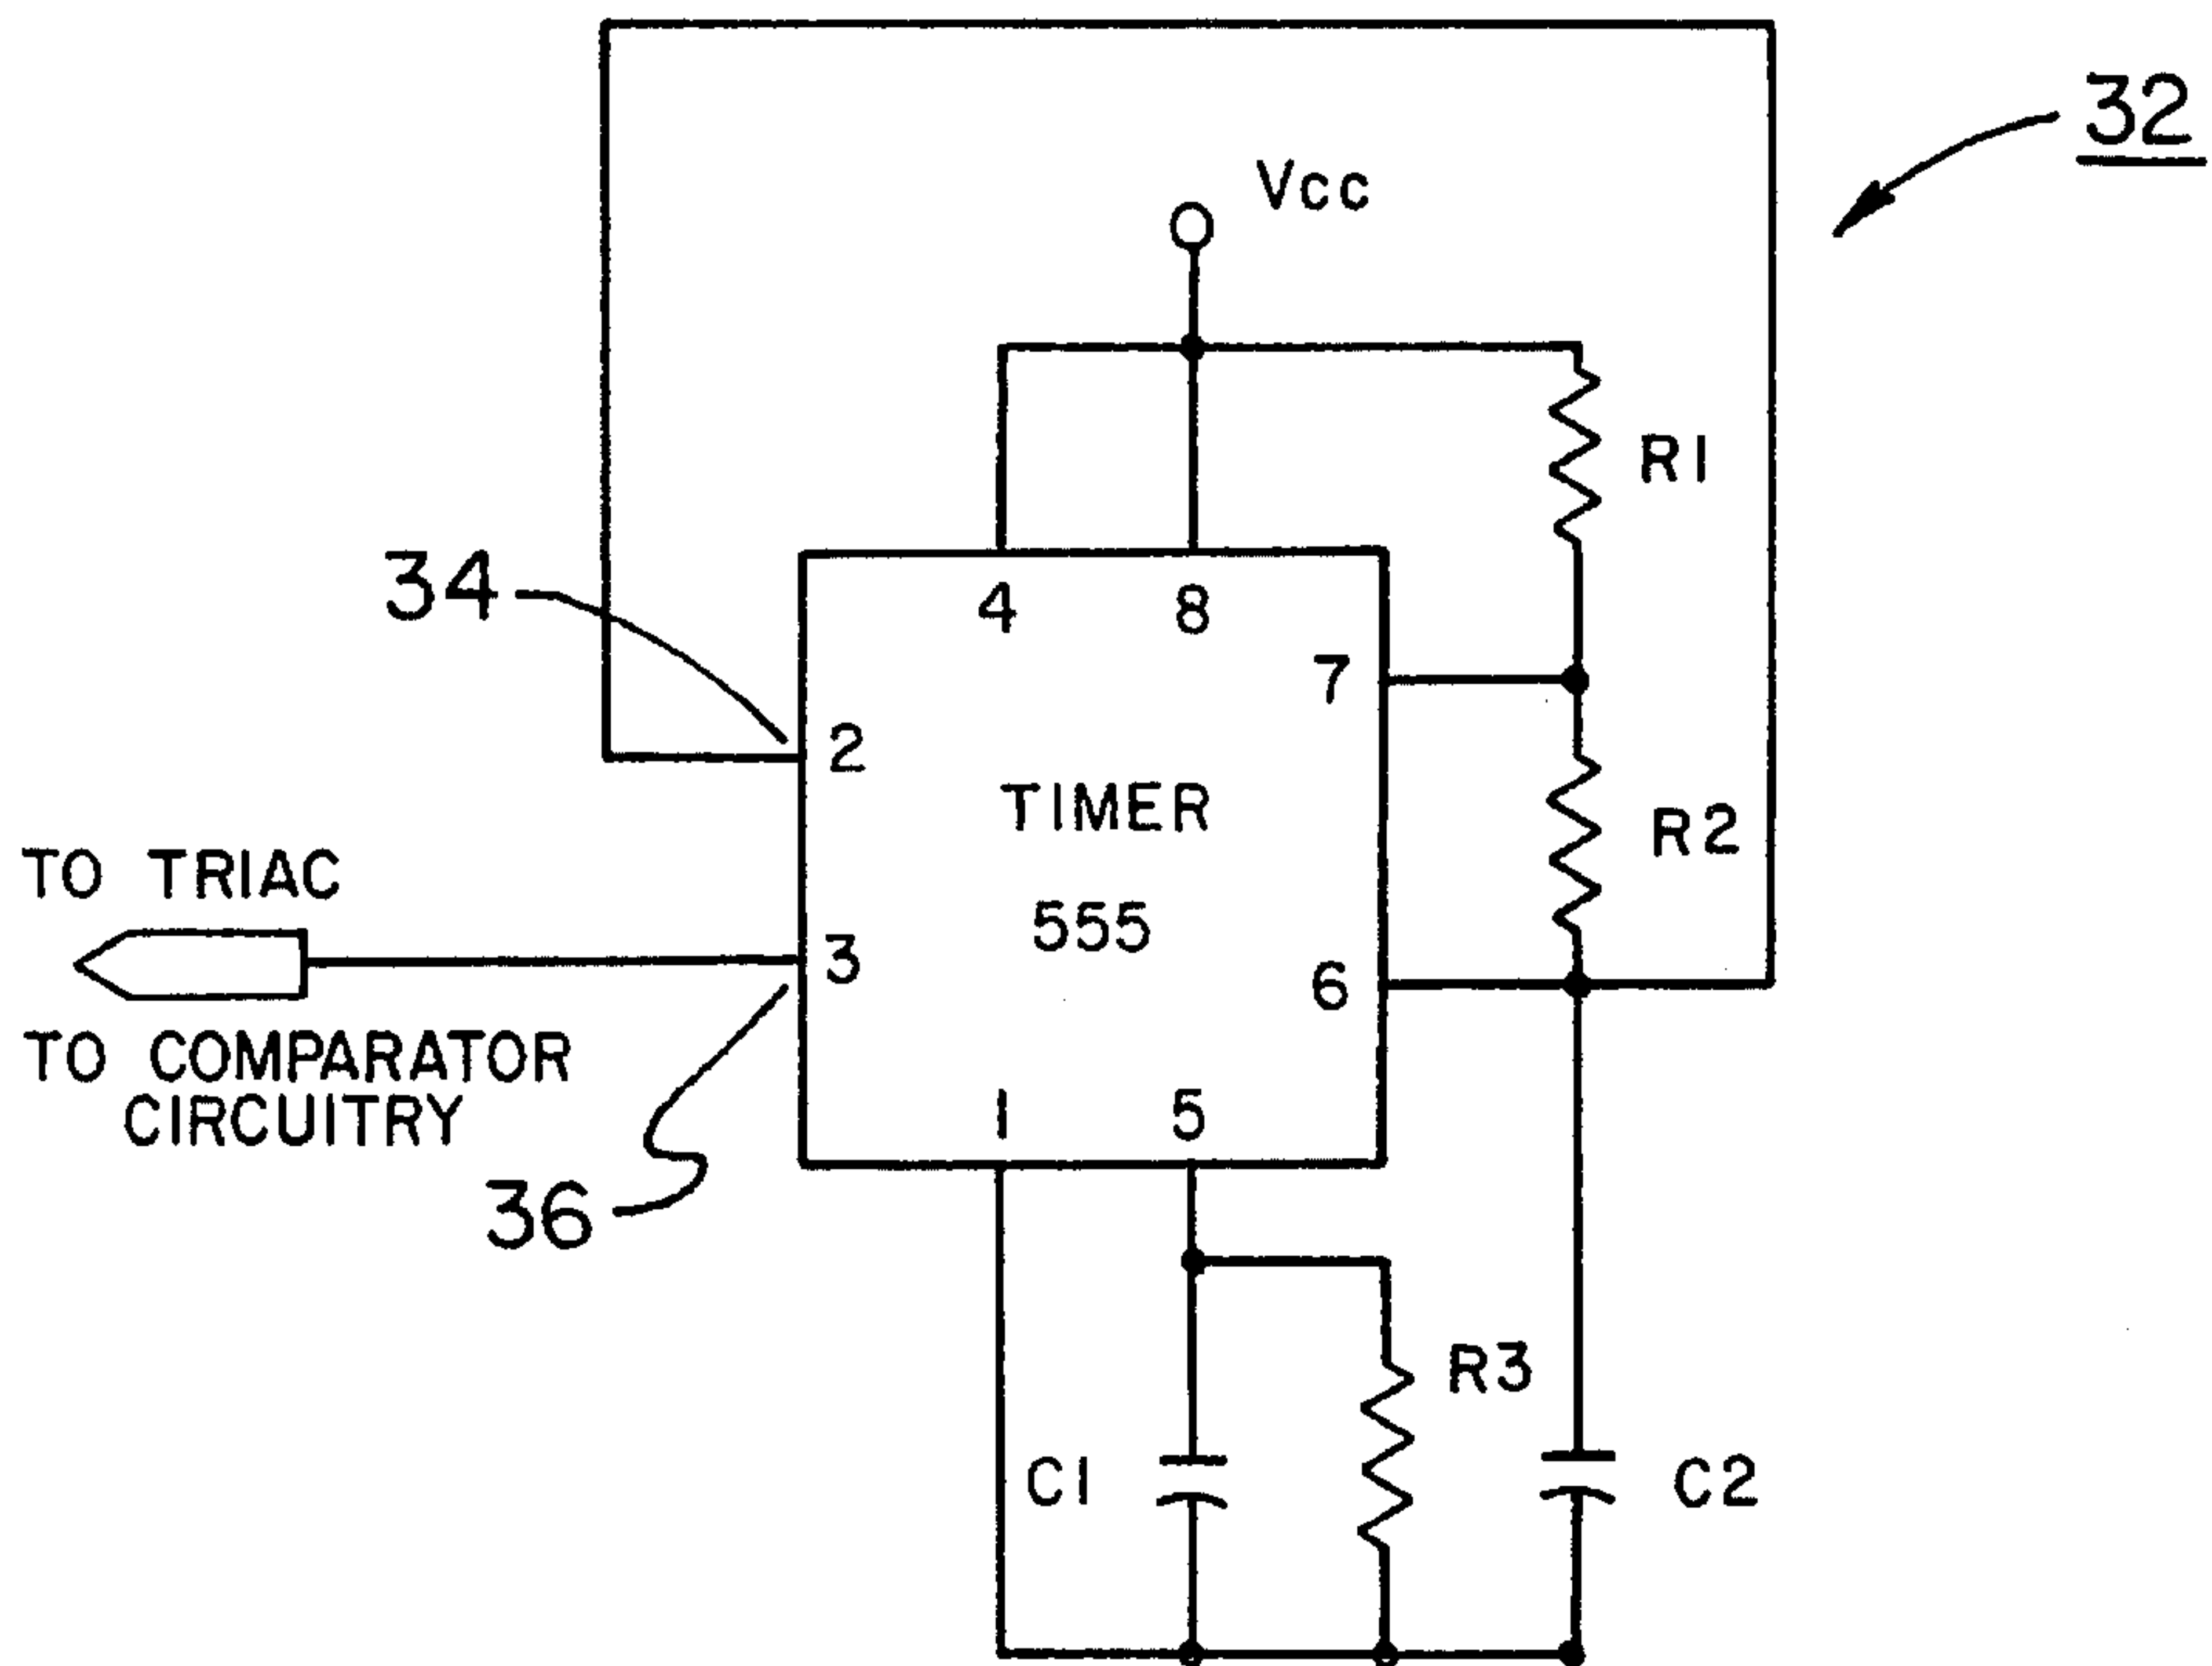 32
Vcc
R1
34
4
8
7
2
TIMER
555
R2
TO TRIAC
3
6
TO COMPARATOR
CIRCUITRY
1
5
36
R3
C1
C2